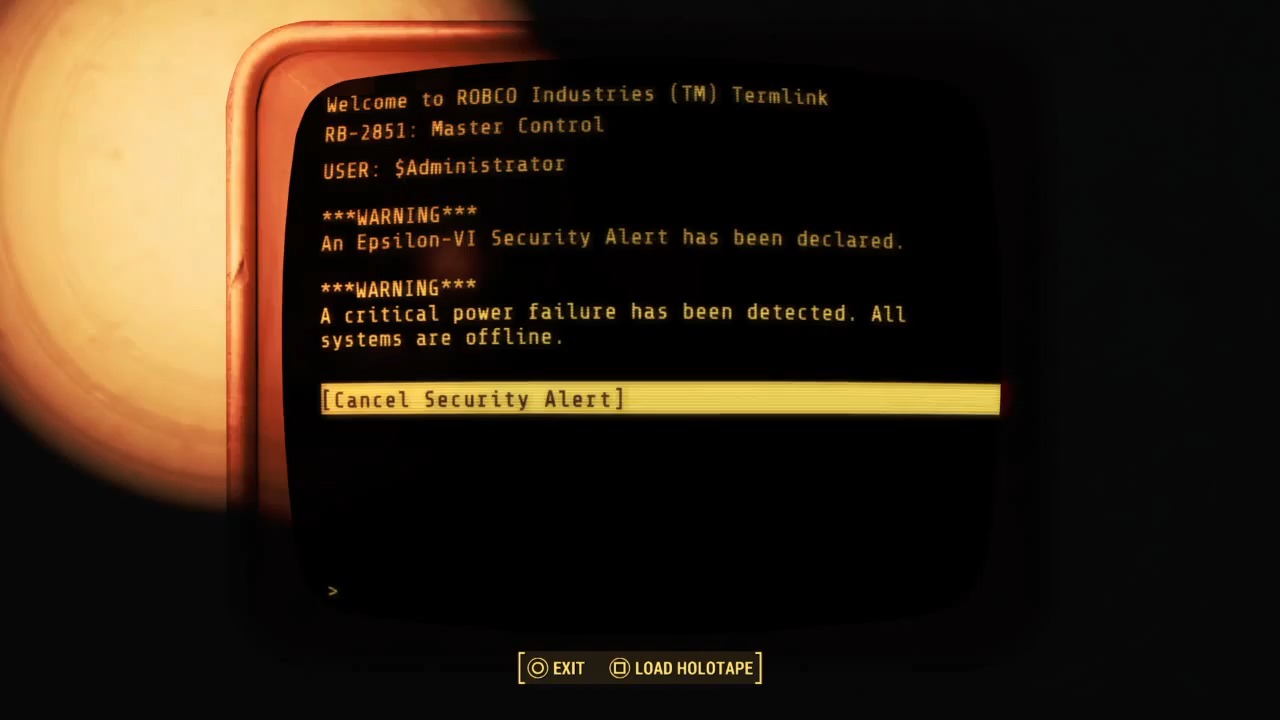 Welcome to ROBCO Industries (TM) Termlink
RB-2851: Master Control
USER: $Administrator
***WARNING***
An Epsilon-VI Security Alert has been declared.
***WARNING***
A critical power failure has been detected. All
systems are offline.
[Cancel Security Alert]
>
EXIT LOAD HOLOTAPE